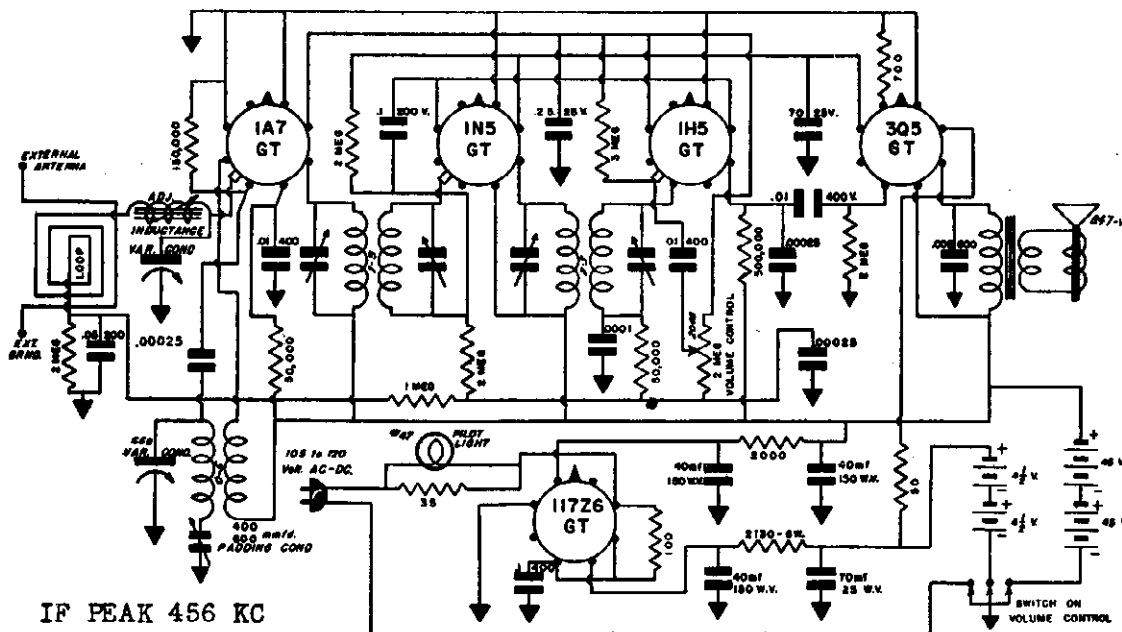 1A7
GT
1N5
GT
1H5
GT
3Q5
GT
150,000
2 MEG
.1 200 V.
.25 25 V.
3 MEG
70 25V.
700
EXTERNAL
ANTENNA
ADJ.
INDUCTANCE
VAR. COND
LOOP
EXT.
GRND.
2 MEG
.05 200
.00025
.01 400
50,000
2 MEG
.0001
50,000
.01 400
2 MEG
VOLUME CONTROL
500,000
.00025
.01 400 V.
2 MEG
.00025
1 MEG
VAR. COND.
400
600 mmfd.
PADDING COND
#47
PILOT
LIGHT
105 to 120
Volt. AC-DC.
35
117Z6
GT
100
2000
40mf
150 W.V.
40mf
150 W.V.
2150-6W.
40mf
150 W.V.
70mf
25 W.V.
50
4½ V.
4½ V.
45 V
45 V
SWITCH ON
VOLUME CONTROL
IF PEAK 456 KC